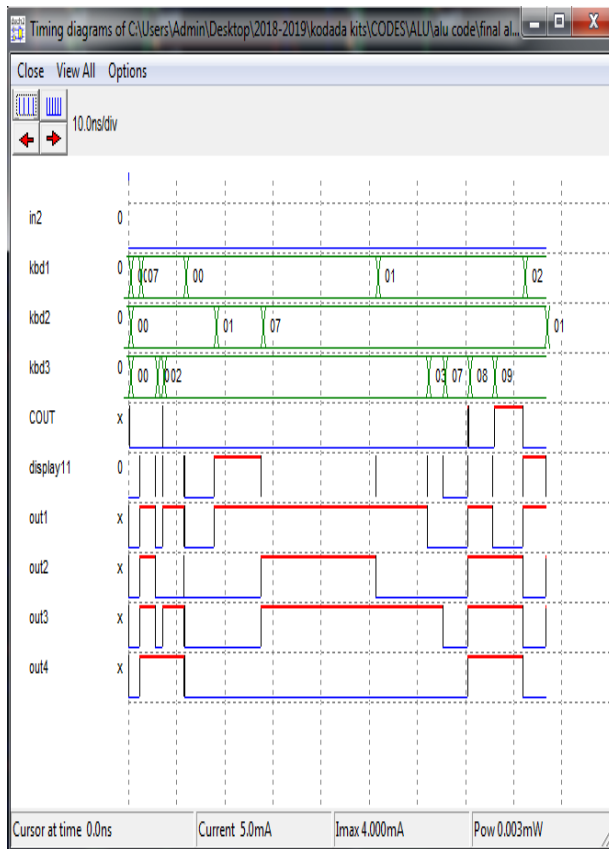 Timing diagrams of C:\Users\Admin\Desktop\2018-2019\kodada kits\CODES\ALU\alu code\final al...
Close View All Options
10.0ns/div
in2 0
kbd1 0 07 00 01 02
kbd2 0 00 01 07 01
kbd3 0 00 02 03 07 08 09
COUT x
display11 0
out1 x
out2 x
out3 x
out4 x
Cursor at time 0.0ns Current 5.0mA Imax 4.000mA Pow 0.003mW